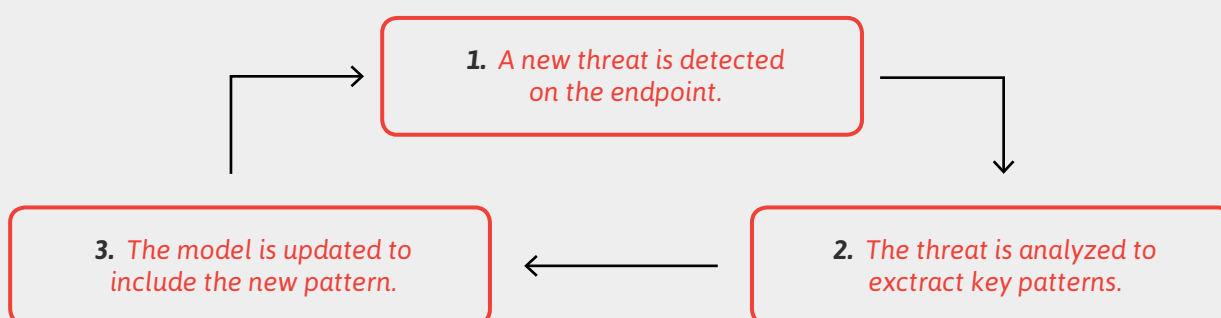 1. A new threat is detected
on the endpoint.
2. The threat is analyzed to
exctract key patterns.
3. The model is updated to
include the new pattern.